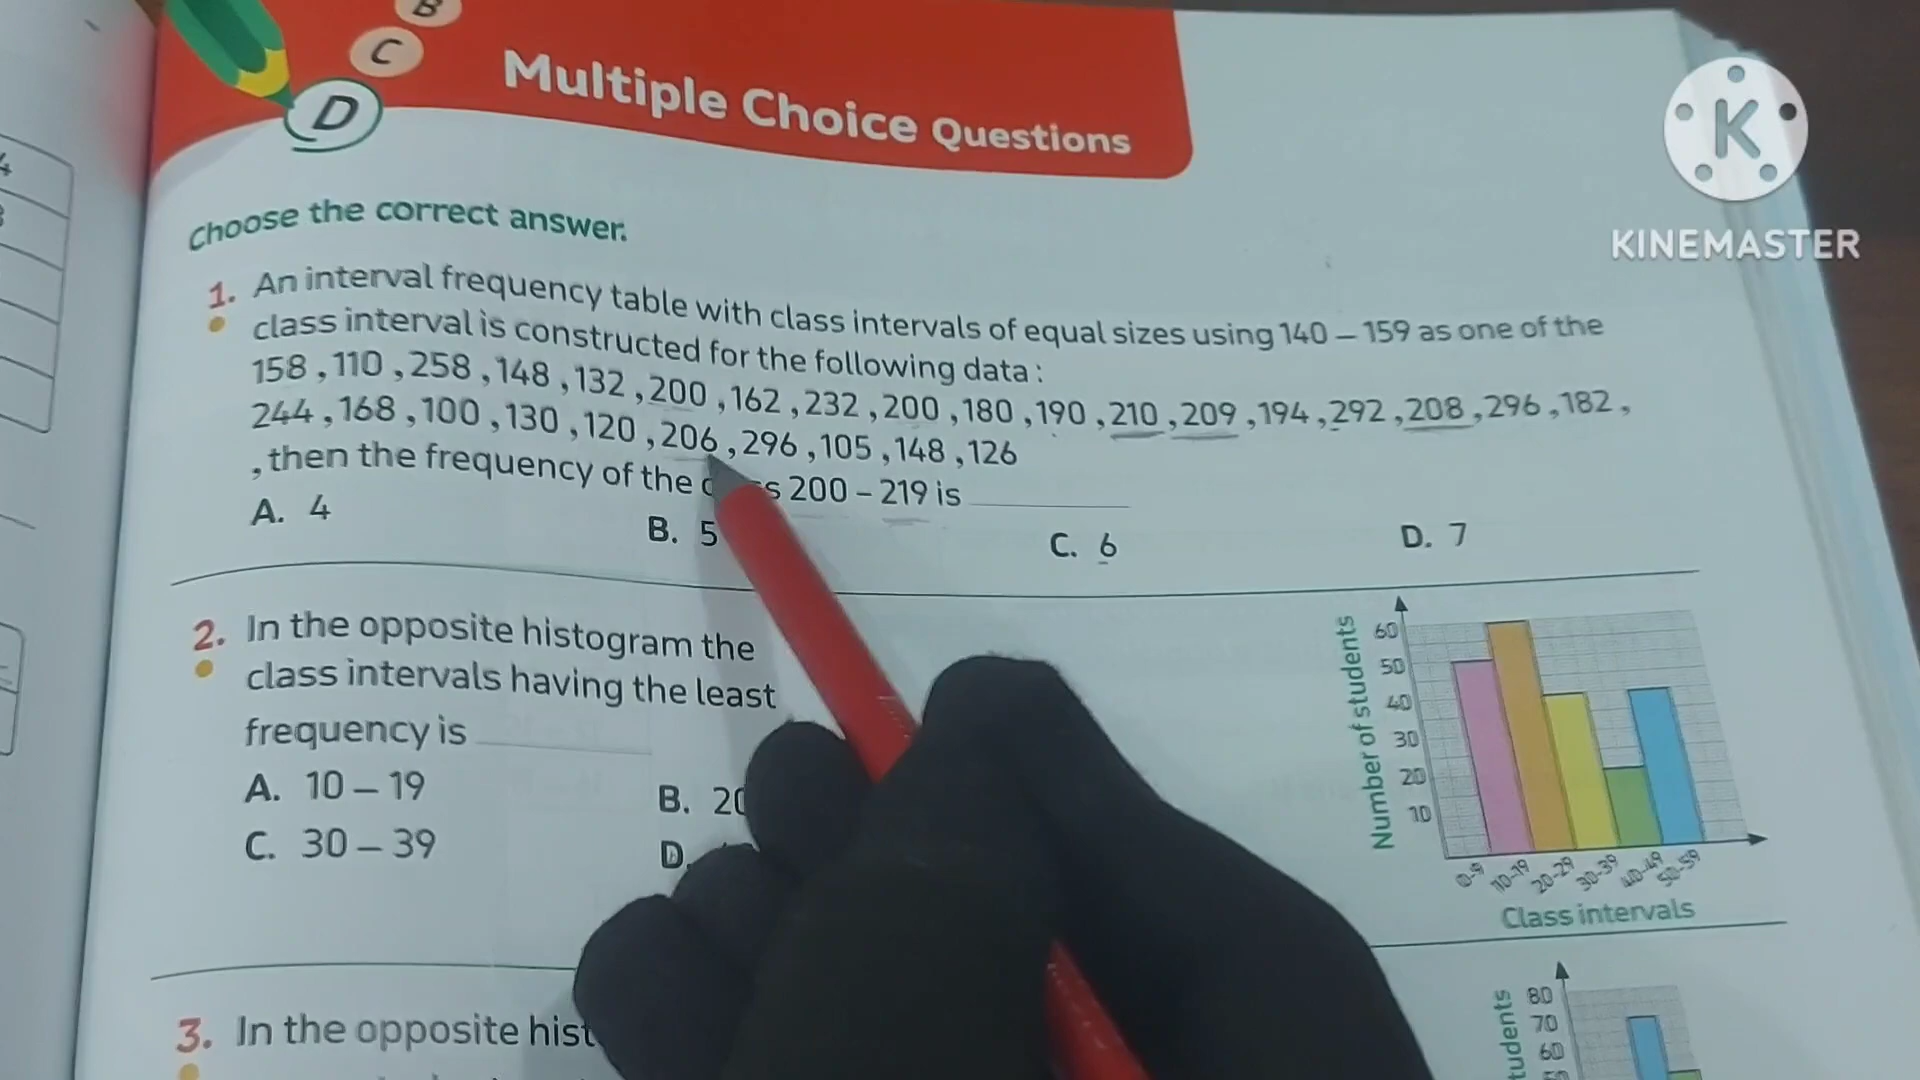 B
C
D
Multiple Choice Questions
KINEMASTER
Choose the correct answer.
1. An interval frequency table with class intervals of equal sizes using 140 – 159 as one of the
class interval is constructed for the following data :
158 , 110 , 258 , 148 , 132 , 200 , 162 , 232 , 200 , 180 , 190 , 210 , 209 , 194 , 292 , 208 , 296 , 182 ,
244 , 168 , 100 , 130 , 120 , 206 , 296 , 105 , 148 , 126
, then the frequency of the 200 – 219 is
A. 4
B. 5
C. 6
D. 7
2. In the opposite histogram the
class intervals having the least
frequency is
A. 10 – 19
B.
C. 30 – 39
D.
Number of students
60
50
40
30
20
10
0-9 10-19 20-29 30-39 40-49 50-59
Class intervals
3. In the opposite
80
70
60